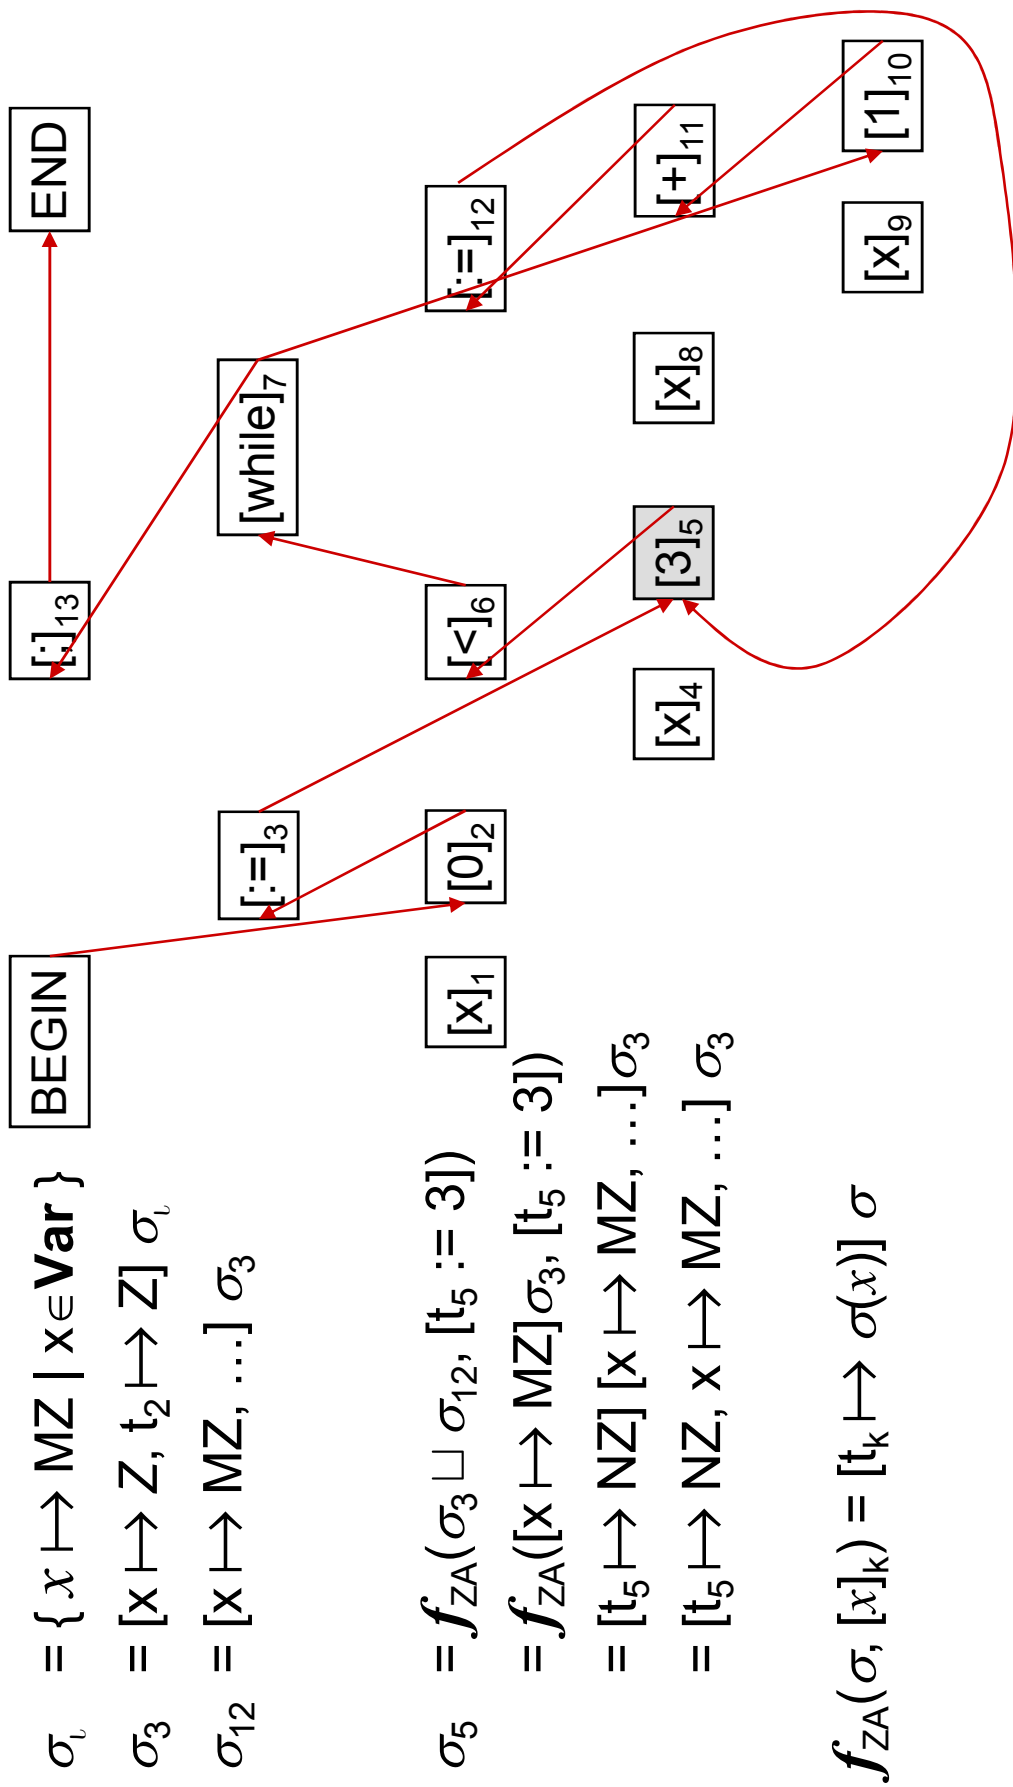 σι = { x ↦ MZ | x∈Var }
σ3 = [x ↦ Z, t2 ↦ Z] σι
σ12 = [x ↦ MZ, …] σ3
σ5 = fZA(σ3 ⊔ σ12, [t5 := 3])
= fZA([x ↦ MZ]σ3, [t5 := 3])
= [t5 ↦ NZ] [x ↦ MZ, …]σ3
= [t5 ↦ NZ, x ↦ MZ, …] σ3
fZA(σ, [x]k) = [tk ↦ σ(x)] σ
BEGIN
[;]13
END
[:=]3
[while]7
[x]1
[0]2
[<]6
[:=]12
[x]4
[3]5
[x]8
[+]11
[x]9
[1]10